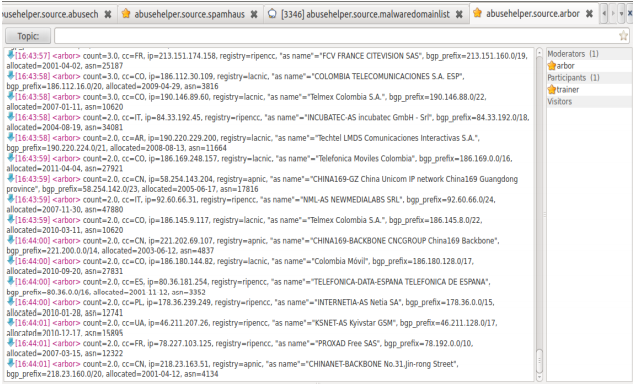 abusehelper.source.abusech
abusehelper.source.spamhaus
[3346] abusehelper.source.malwaredomainlist
abusehelper.source.arbor
Topic:
[16:43:57] <arbor> count=3.0, cc=FR, ip=213.151.174.158, registry=ripencc, "as name"="FCV FRANCE CITEVISION SAS", bgp_prefix=213.151.160.0/19,
allocated=2001-04-02, asn=25187
[16:43:58] <arbor> count=3.0, cc=CO, ip=186.112.30.109, registry=lacnic, "as name"="COLOMBIA TELECOMUNICACIONES S.A. ESP",
bgp_prefix=186.112.16.0/20, allocated=2009-04-29, asn=3816
[16:43:58] <arbor> count=3.0, cc=CO, ip=190.146.89.60, registry=lacnic, "as name"="Telmex Colombia S.A.", bgp_prefix=190.146.88.0/22,
allocated=2007-01-11, asn=10620
[16:43:58] <arbor> count=2.0, cc=IT, ip=84.33.192.45, registry=ripencc, "as name"="INCUBATEC-AS incubatec GmbH - Srl", bgp_prefix=84.33.192.0/18,
allocated=2004-08-19, asn=34081
[16:43:58] <arbor> count=2.0, cc=AR, ip=190.220.229.200, registry=lacnic, "as name"="Techtel LMDS Comunicaciones Interactivas S.A.",
bgp_prefix=190.220.224.0/21, allocated=2008-08-13, asn=11664
[16:43:59] <arbor> count=2.0, cc=CO, ip=186.169.248.157, registry=lacnic, "as name"="Telefonica Moviles Colombia", bgp_prefix=186.169.0.0/16,
allocated=2011-04-04, asn=27921
[16:43:59] <arbor> count=2.0, cc=CN, ip=58.254.143.204, registry=apnic, "as name"="CHINA169-GZ China Unicom IP network China169 Guangdong
province", bgp_prefix=58.254.142.0/23, allocated=2005-06-17, asn=17816
[16:43:59] <arbor> count=2.0, cc=IT, ip=92.60.66.31, registry=ripencc, "as name"="NML-AS NEWMEDIALABS SRL", bgp_prefix=92.60.66.0/24,
allocated=2007-11-30, asn=47880
[16:43:59] <arbor> count=2.0, cc=CO, ip=186.145.9.117, registry=lacnic, "as name"="Telmex Colombia S.A.", bgp_prefix=186.145.8.0/22,
allocated=2010-03-11, asn=10620
[16:44:00] <arbor> count=2.0, cc=CN, ip=221.202.69.107, registry=apnic, "as name"="CHINA169-BACKBONE CNCGROUP China169 Backbone",
bgp_prefix=221.200.0.0/14, allocated=2003-06-12, asn=4837
[16:44:00] <arbor> count=2.0, cc=CO, ip=186.180.144.82, registry=lacnic, "as name"="Colombia Móvil", bgp_prefix=186.180.128.0/17,
allocated=2010-09-20, asn=27831
[16:44:00] <arbor> count=2.0, cc=ES, ip=80.36.181.254, registry=ripencc, "as name"="TELEFONICA-DATA-ESPANA TELEFONICA DE ESPANA",
bgp_prefix=80.36.0.0/16, allocated=2001-11-12, asn=3352
[16:44:00] <arbor> count=2.0, cc=PL, ip=178.36.239.249, registry=ripencc, "as name"="INTERNETIA-AS Netia SA", bgp_prefix=178.36.0.0/15,
allocated=2010-01-28, asn=12741
[16:44:01] <arbor> count=2.0, cc=UA, ip=46.211.207.26, registry=ripencc, "as name"="KSNET-AS Kyivstar GSM", bgp_prefix=46.211.128.0/17,
allocated=2010-12-17, asn=15895
[16:44:01] <arbor> count=2.0, cc=FR, ip=78.227.103.125, registry=ripencc, "as name"="PROXAD Free SAS", bgp_prefix=78.192.0.0/10,
allocated=2007-03-15, asn=12322
[16:44:01] <arbor> count=2.0, cc=CN, ip=218.23.163.51, registry=apnic, "as name"="CHINANET-BACKBONE No.31,Jin-rong Street",
bgp_prefix=218.23.160.0/20, allocated=2001-04-12, asn=4134
Moderators (1)
arbor
Participants (1)
trainer
Visitors